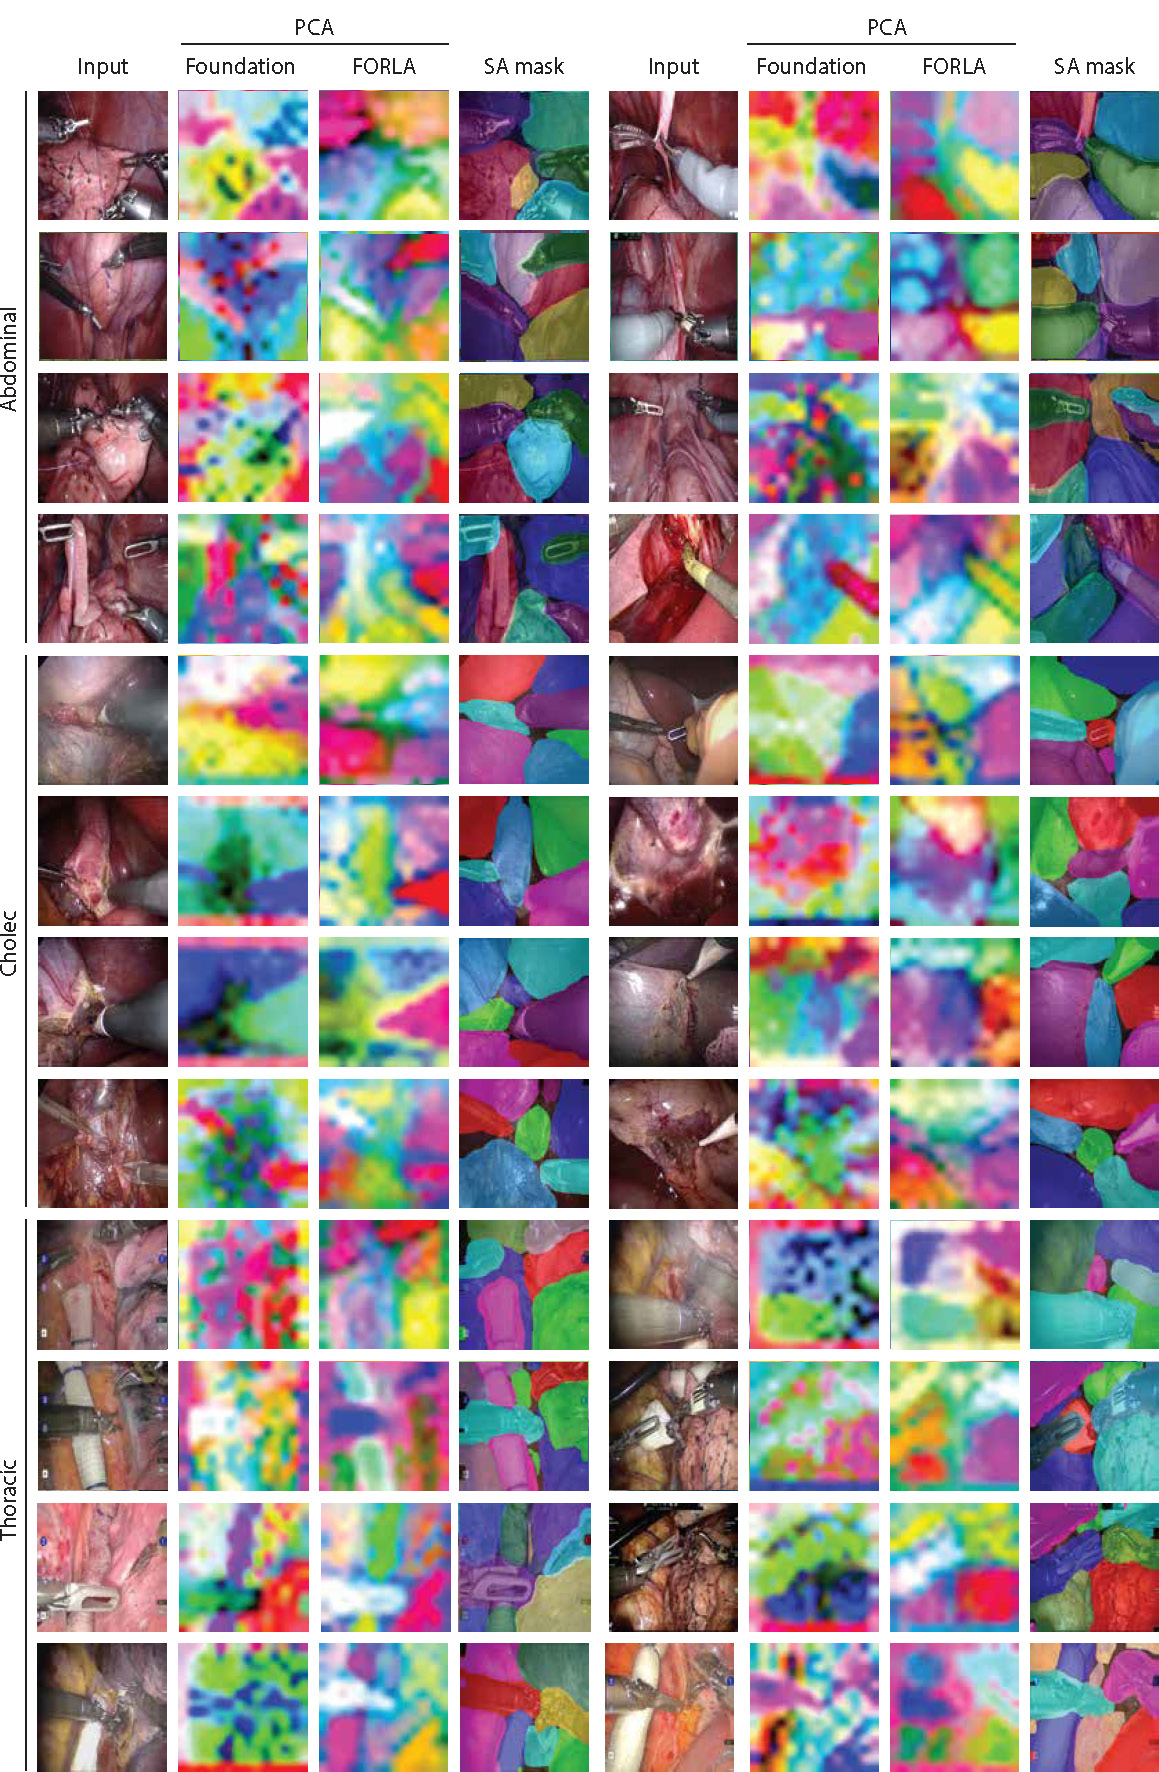 PCA PCA
Input Foundation FORLA SA mask Input Foundation FORLA SA mask
Abdominal
Cholec
Thoracic